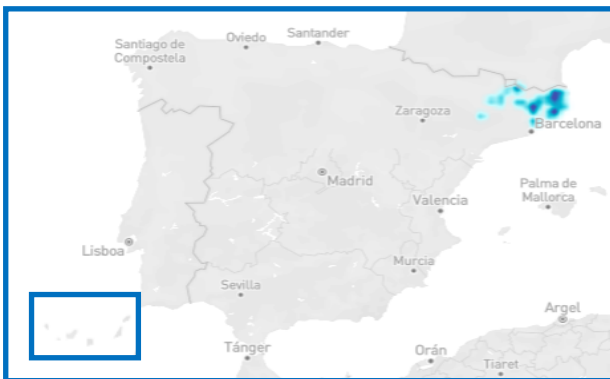 Oviedo
Santander
Santiago de
Compostela
Zaragoza
Barcelona
Madrid
Palma de
Mallorca
Valencia
Lisboa
Murcia
Sevilla
Argel
Tánger
Orán
Tiaret